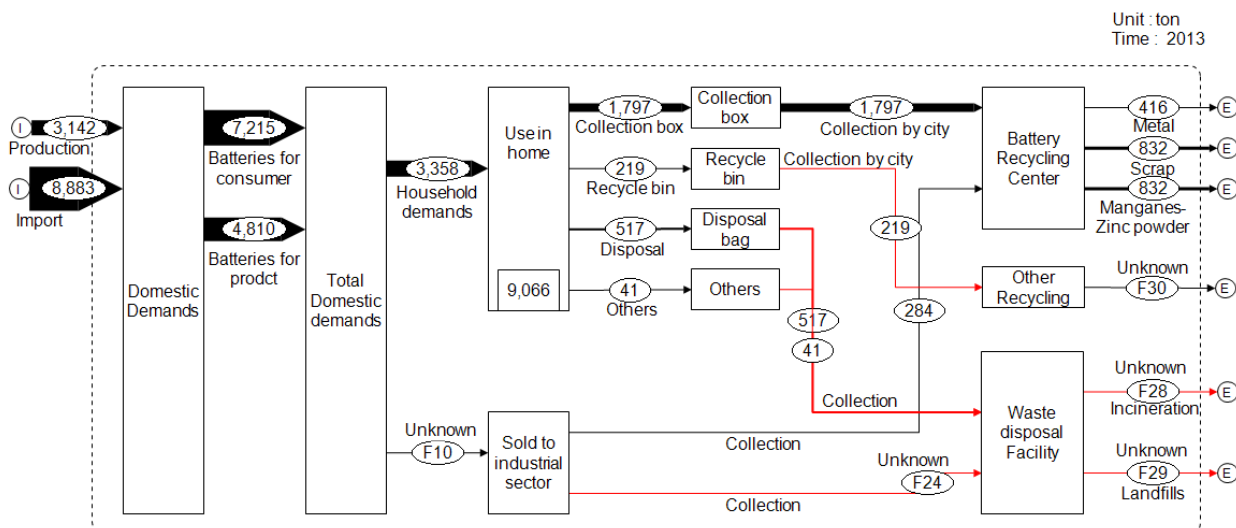 Unit : ton
Time : 2013
I
3,142
Production
I
8,883
Import
Domestic
Demands
7,215
Batteries for
consumer
4,810
Batteries for
prodct
Total
Domestic
demands
3,358
Household
demands
Unknown
F10
Use in
home
9,066
1,797
Collection box
219
Recycle bin
517
Disposal
41
Others
Collection
box
Recycle
bin
Disposal
bag
Others
Sold to
industrial
sector
1,797
Collection by city
Collection by city
219
284
517
41
Collection
Collection
Unknown
F24
Collection
Battery
Recycling
Center
Other
Recycling
Waste
disposal
Facility
416
Metal
E
832
Scrap
E
832
Manganes-
Zinc powder
E
Unknown
F30
E
Unknown
F28
Incineration
E
Unknown
F29
Landfills
E